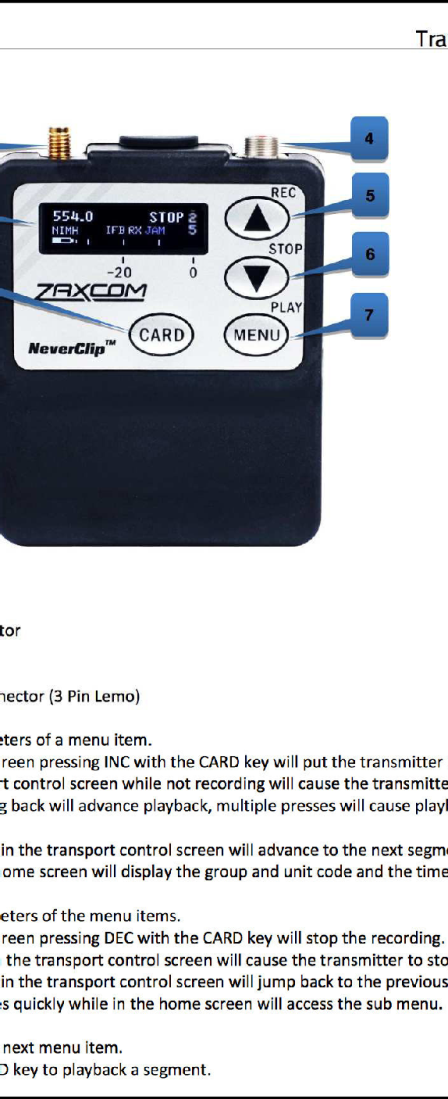 Tra
4
REC
5
554.0 STOP 2
NIMH IFB RX JAM 5
STOP
6
-20 0
ZAXCOM
PLAY
7
CARD
MENU
NeverClip™
tor
nector (3 Pin Lemo)
eters of a menu item.
reen pressing INC with the CARD key will put the transmitter
rt control screen while not recording will cause the transmitte
g back will advance playback, multiple presses will cause playl
in the transport control screen will advance to the next segm
ome screen will display the group and unit code and the time
eters of the menu items.
reen pressing DEC with the CARD key will stop the recording.
the transport control screen will cause the transmitter to sto
in the transport control screen will jump back to the previous
es quickly while in the home screen will access the sub menu.
next menu item.
D key to playback a segment.